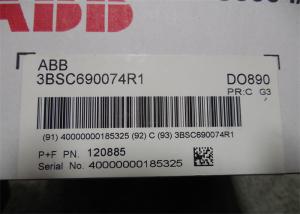 ABB
ABB
3BSC690074R1
DO890
PR:C G3
(91) 40000000185325 (92) C (93) 3BSC690074R1
P+F PN. 120885
Serial No. 40000000185325